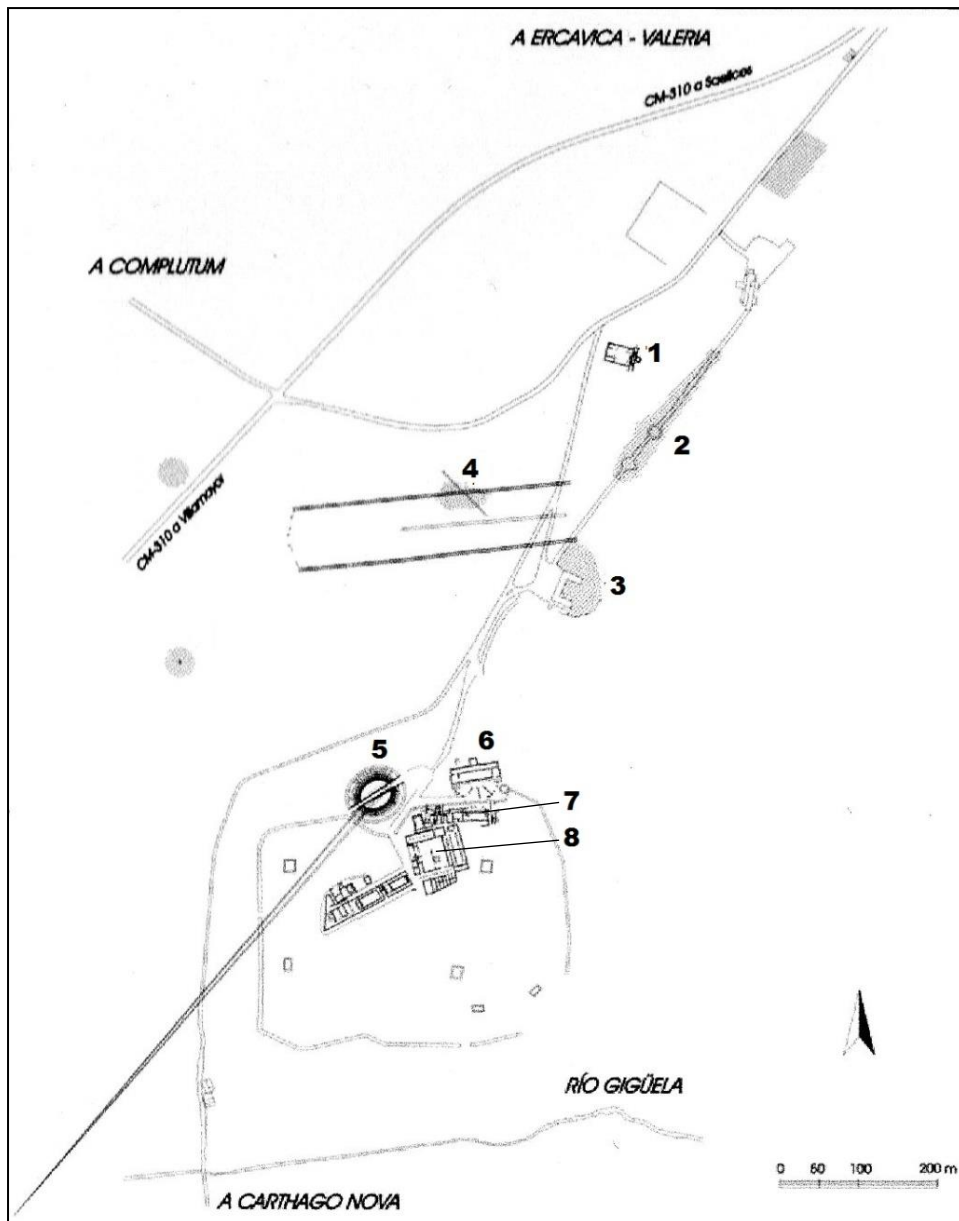 A ERCAVICA - VALERIA
CM-310 a Saelices
A COMPLUTUM
1
2
4
CM-310 a Villamayor
3
5
6
7
8
RÍO GIGÜELA
0 50 100 200 m
A CARTHAGO NOVA